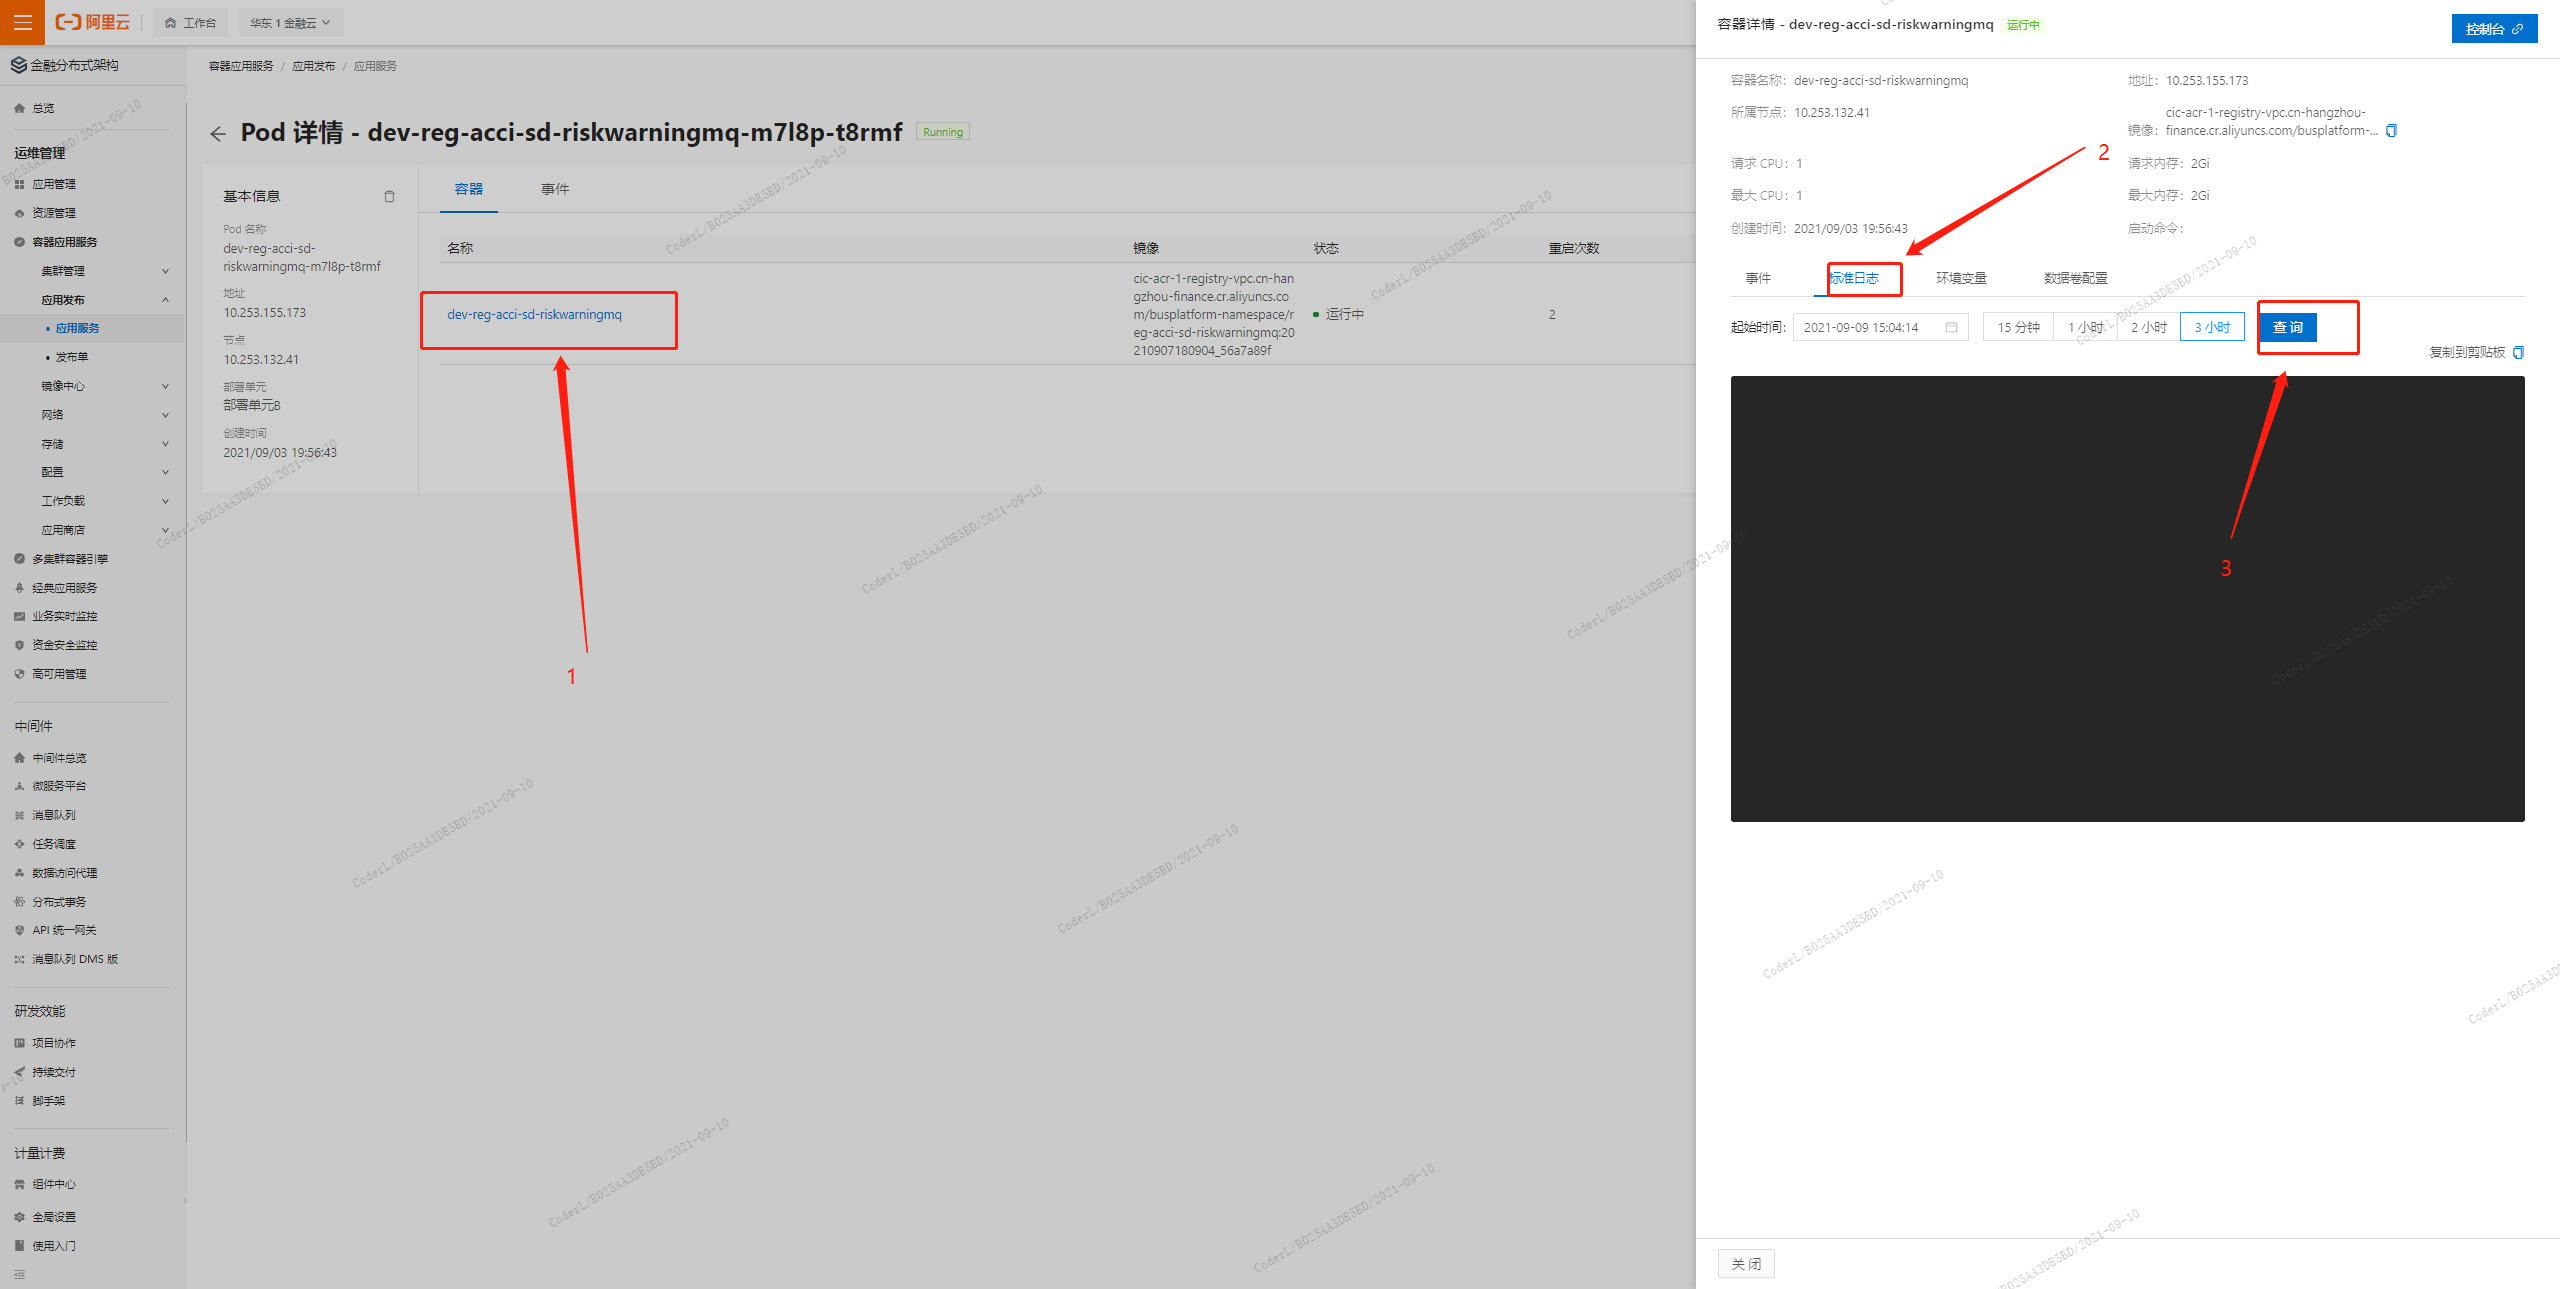 阿里云
工作台
华东 1 金融云
金融分布式架构
总览
运维管理
应用管理
资源管理
容器应用服务
集群管理
应用发布
应用服务
发布单
镜像中心
网络
存储
配置
工作负载
应用商店
多集群容器引擎
经典应用服务
业务实时监控
资金安全监控
高可用管理
中间件
中间件总览
微服务平台
消息队列
任务调度
数据访问代理
分布式事务
API 统一网关
消息队列 DMS 版
研发效能
项目协作
持续交付
脚手架
计量计费
组件中心
全局设置
使用入门
容器应用服务 / 应用发布 / 应用服务
Pod 详情 - dev-reg-acci-sd-riskwarningmq-m7l8p-t8rmf
Running
基本信息
Pod 名称
dev-reg-acci-sd-
riskwarningmq-m7l8p-t8rmf
地址
10.253.155.173
节点
10.253.132.41
部署单元
部署单元B
创建时间
2021/09/03 19:56:43
容器
事件
名称
镜像
状态
重启次数
dev-reg-acci-sd-riskwarningmq
cic-acr-1-registry-vpc.cn-han
gzhou-finance.cr.aliyuncs.co
m/busplatform-namespace/r
eg-acci-sd-riskwarningmq:20
210907180904_56a7a89f
运行中
2
1
容器详情 - dev-reg-acci-sd-riskwarningmq
运行中
控制台
容器名称: dev-reg-acci-sd-riskwarningmq
地址: 10.253.155.173
所属节点: 10.253.132.41
镜像: cic-acr-1-registry-vpc.cn-hangzhou-
finance.cr.aliyuncs.com/busplatform-...
请求 CPU: 1
请求内存: 2Gi
最大 CPU: 1
最大内存: 2Gi
创建时间: 2021/09/03 19:56:43
启动命令:
2
事件
标准日志
环境变量
数据卷配置
起始时间: 2021-09-09 15:04:14
15 分钟
1 小时
2 小时
3 小时
查 询
复制到剪贴板
3
关 闭
CoderL/B025AA3DE5BD/2021-09-10